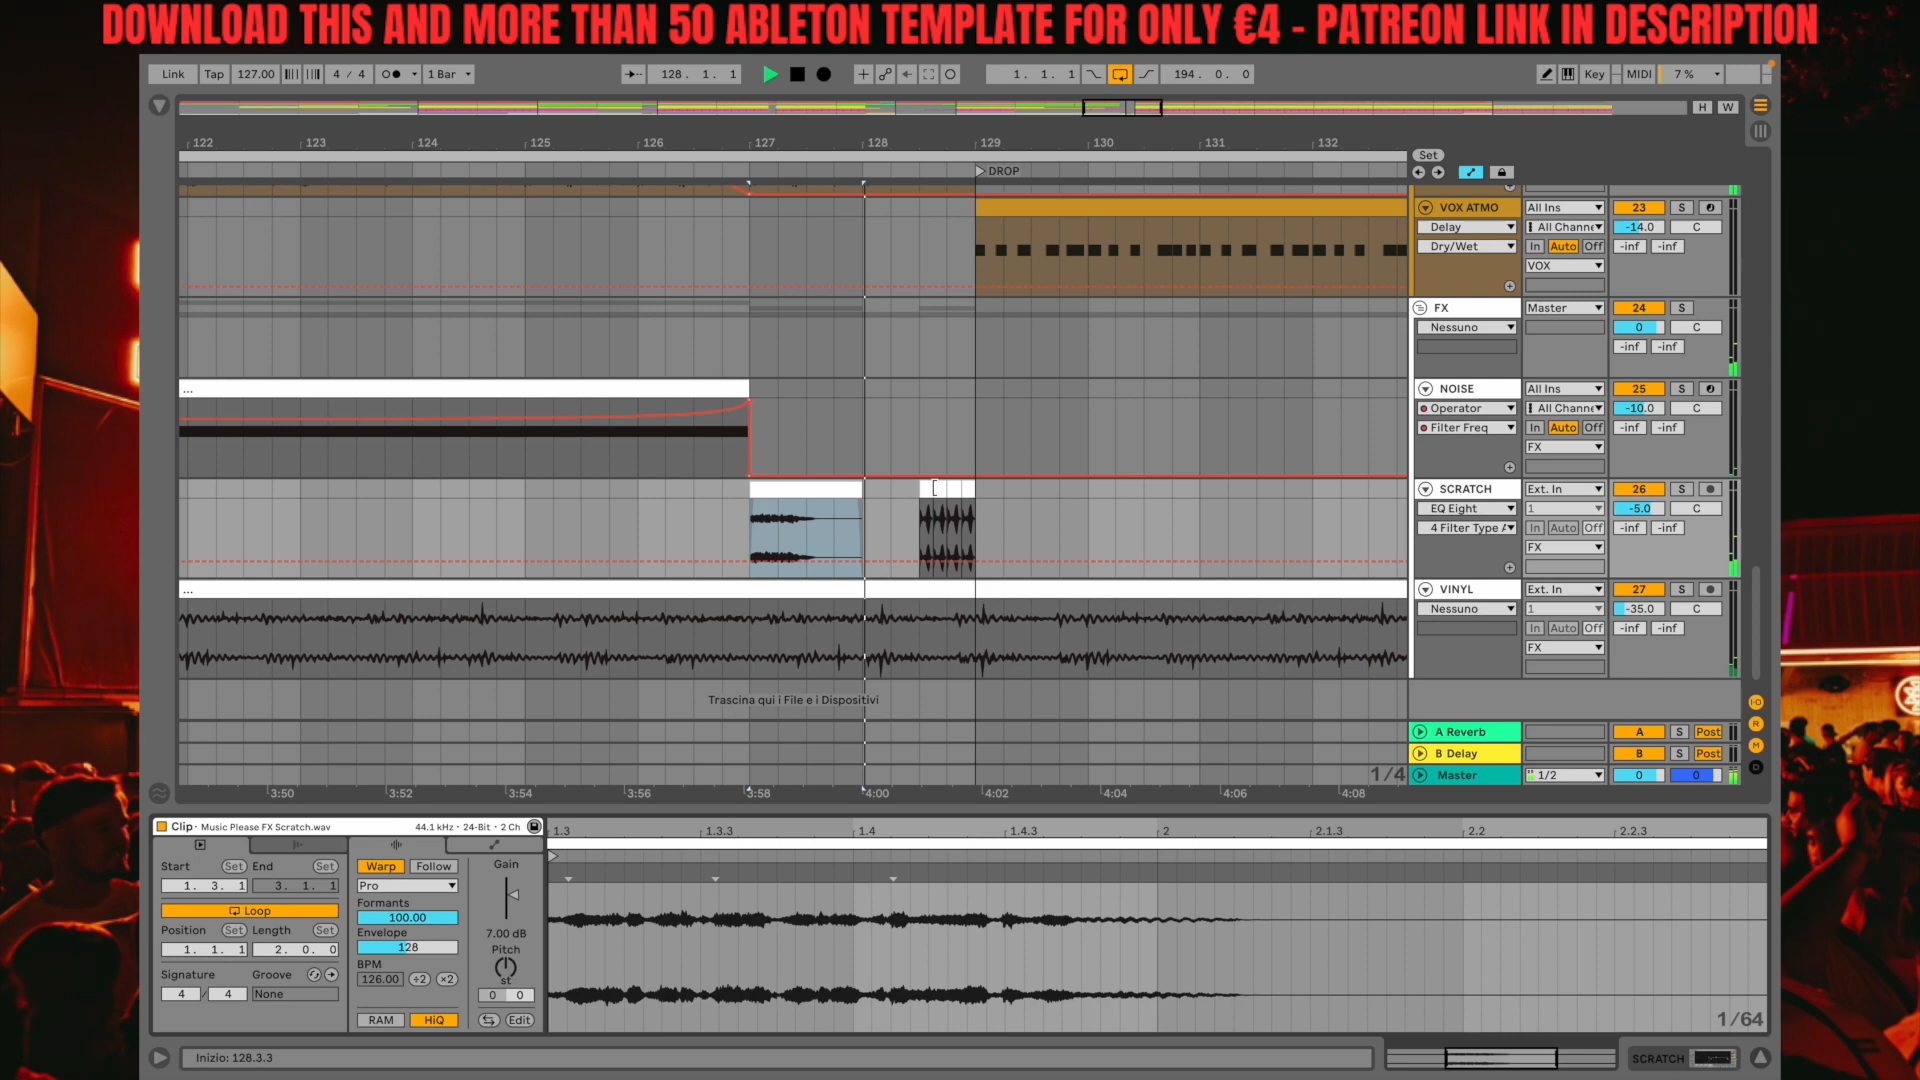 DOWNLOAD THIS AND MORE THAN 50 ABLETON TEMPLATE FOR ONLY €4 - PATREON LINK IN DESCRIPTION
Link Tap 127.00 4 / 4 1 Bar 128. 1. 1 1. 1. 1 194. 0. 0 Key MIDI 7 %
H W
122 123 124 125 126 127 128 129 130 131 132
Set
DROP
VOX ATMO All Ins 23 S
Delay All Channe -14.0 C
Dry/Wet In Auto Off -inf -inf
VOX
FX Master 24 S
Nessuno 0 C
-inf -inf
... NOISE All Ins 25 S
Operator All Channe -10.0 C
Filter Freq In Auto Off -inf -inf
FX
SCRATCH Ext. In 26 S
EQ Eight 1 -5.0 C
4 Filter Type In Auto Off -inf -inf
FX
... VINYL Ext. In 27 S
Nessuno 1 -35.0 C
In Auto Off -inf -inf
FX
Trascina qui i File e i Dispositivi
A Reverb A S Post
B Delay B S Post
1/4 Master 1/2 0 0
3:50 3:52 3:54 3:56 3:58 4:00 4:02 4:04 4:06 4:08
I·O
R
M
D
Clip Music Please FX Scratch.wav 44.1 kHz · 24-Bit · 2 Ch
1.3 1.3.3 1.4 1.4.3 2 2.1.3 2.2 2.2.3
Start Set End Set
1. 3. 1 3. 1. 1
Loop
Position Set Length Set
1. 1. 1 2. 0. 0
Signature Groove
4 / 4 None
Warp Follow
Pro
Formants
100.00
Envelope
128
BPM
126.00 ÷2 ×2
RAM HiQ
Gain
7.00 dB
Pitch
st
0 0
Edit
1/64
Inizio: 128.3.3
SCRATCH